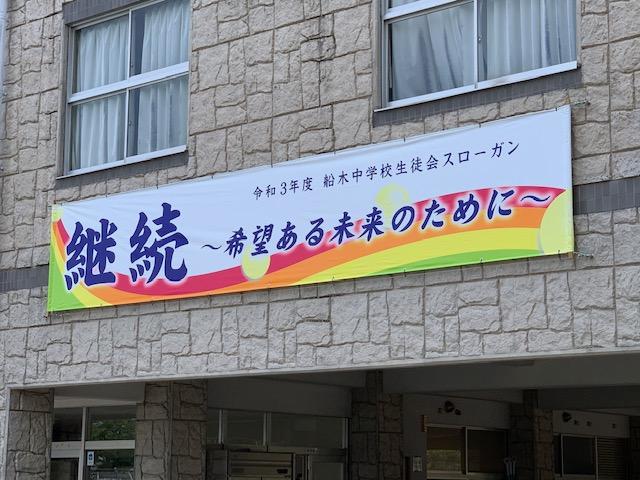 令和3年度 船木中学校生徒会スローガン
継続 ～希望ある未来のために～